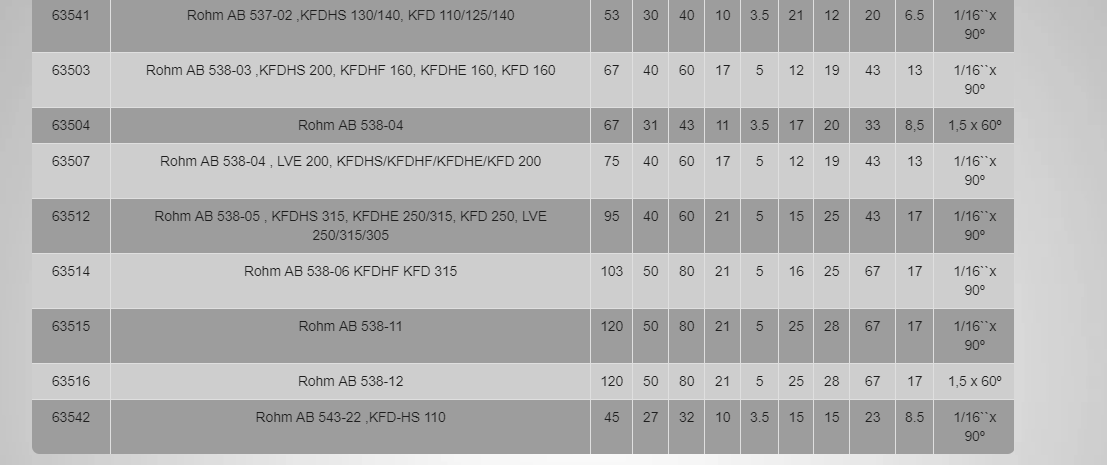 63541 Rohm AB 537-02 ,KFDHS 130/140, KFD 110/125/140 53 30 40 10 3.5 21 12 20 6.5 1/16``x
90º
63503 Rohm AB 538-03 ,KFDHS 200, KFDHF 160, KFDHE 160, KFD 160 67 40 60 17 5 12 19 43 13 1/16``x
90º
63504 Rohm AB 538-04 67 31 43 11 3.5 17 20 33 8,5 1,5 x 60º
63507 Rohm AB 538-04 , LVE 200, KFDHS/KFDHF/KFDHE/KFD 200 75 40 60 17 5 12 19 43 13 1/16``x
90º
63512 Rohm AB 538-05 , KFDHS 315, KFDHE 250/315, KFD 250, LVE 95 40 60 21 5 15 25 43 17 1/16``x
250/315/305 90º
63514 Rohm AB 538-06 KFDHF KFD 315 103 50 80 21 5 16 25 67 17 1/16``x
90º
63515 Rohm AB 538-11 120 50 80 21 5 25 28 67 17 1/16``x
90º
63516 Rohm AB 538-12 120 50 80 21 5 25 28 67 17 1,5 x 60º
63542 Rohm AB 543-22 ,KFD-HS 110 45 27 32 10 3.5 15 15 23 8.5 1/16``x
90º